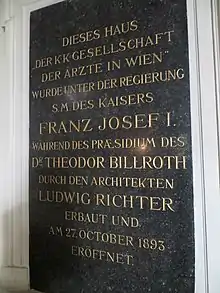 DIESES HAUS
"DER K.K. GESELLSCHAFT
DER ÄRZTE IN WIEN"
WURDE UNTER DER REGIERUNG
S.M. DES KAISERS
FRANZ JOSEF I.
WÄHREND DES PRÆSIDIUM DES
DR THEODOR BILLROTH
DURCH DEN ARCHITEKTEN
LUDWIG RICHTER
ERBAUT UND
AM 27. OCTOBER 1893
ERÖFFNET.